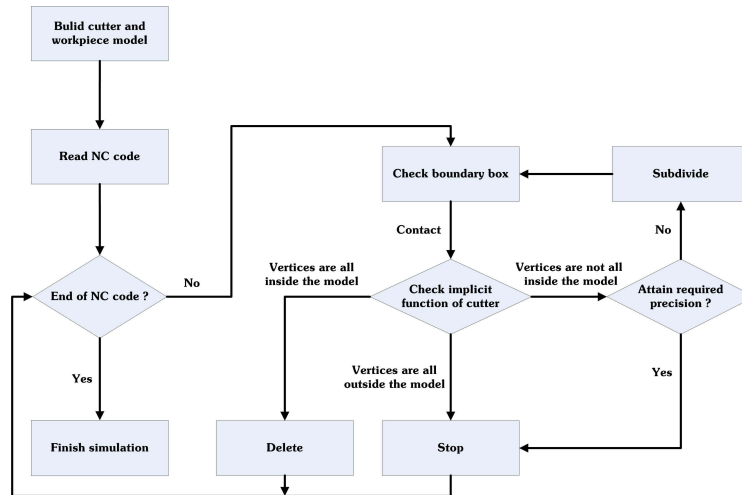 Bulid cutter and
workpiece model
Read NC code
End of NC code ?
No
Yes
Finish simulation
Check boundary box
Contact
Check implicit
function of cutter
Vertices are all
inside the model
Vertices are not all
inside the model
Vertices are all
outside the model
Subdivide
No
Attain required
precision ?
Yes
Delete
Stop